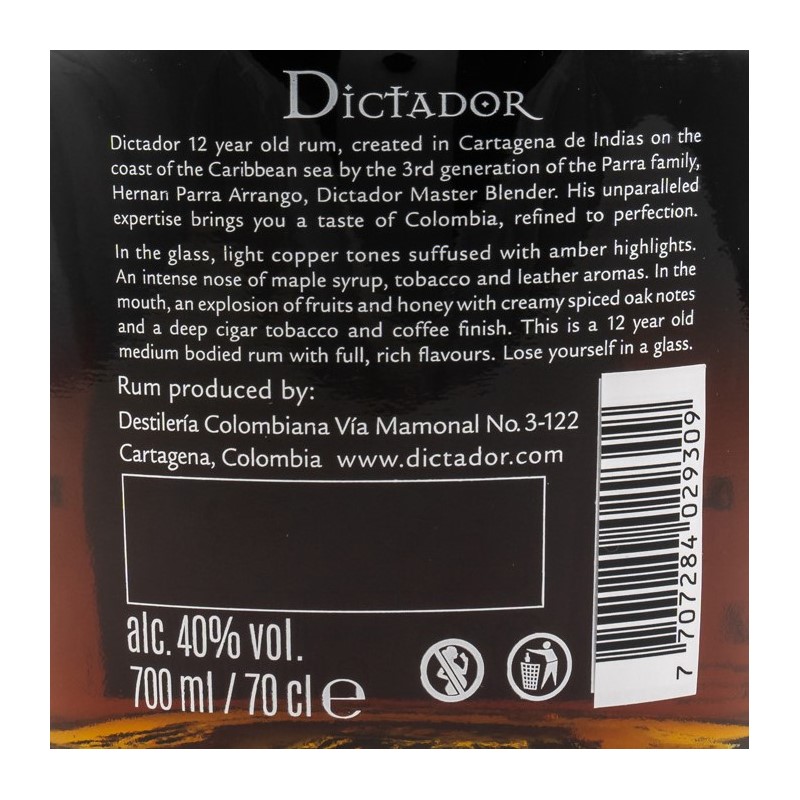 DICTADOR
Dictador 12 year old rum, created in Cartagena de Indias on the
coast of the Caribbean sea by the 3rd generation of the Parra family,
Hernan Parra Arrango, Dictador Master Blender. His unparalleled
expertise brings you a taste of Colombia, refined to perfection.
In the glass, light copper tones suffused with amber highlights.
An intense nose of maple syrup, tobacco and leather aromas. In the
mouth, an explosion of fruits and honey with creamy spiced oak notes
and a deep cigar tobacco and coffee finish. This is a 12 year old
medium bodied rum with full, rich flavours. Lose yourself in a glass.
Rum produced by:
Destilería Colombiana Vía Mamonal No. 3-122
Cartagena, Colombia www.dictador.com
alc. 40% vol.
700 ml / 70 cl e
7 707284 029309